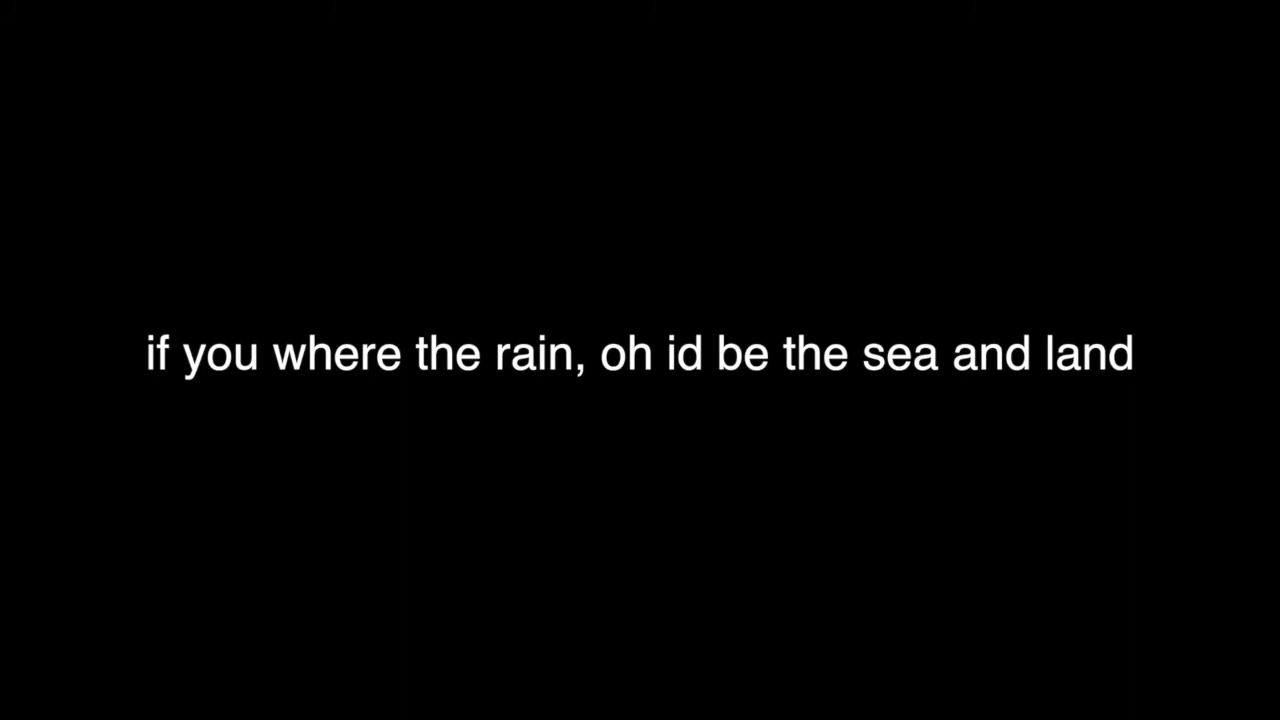 if you where the rain, oh id be the sea and land